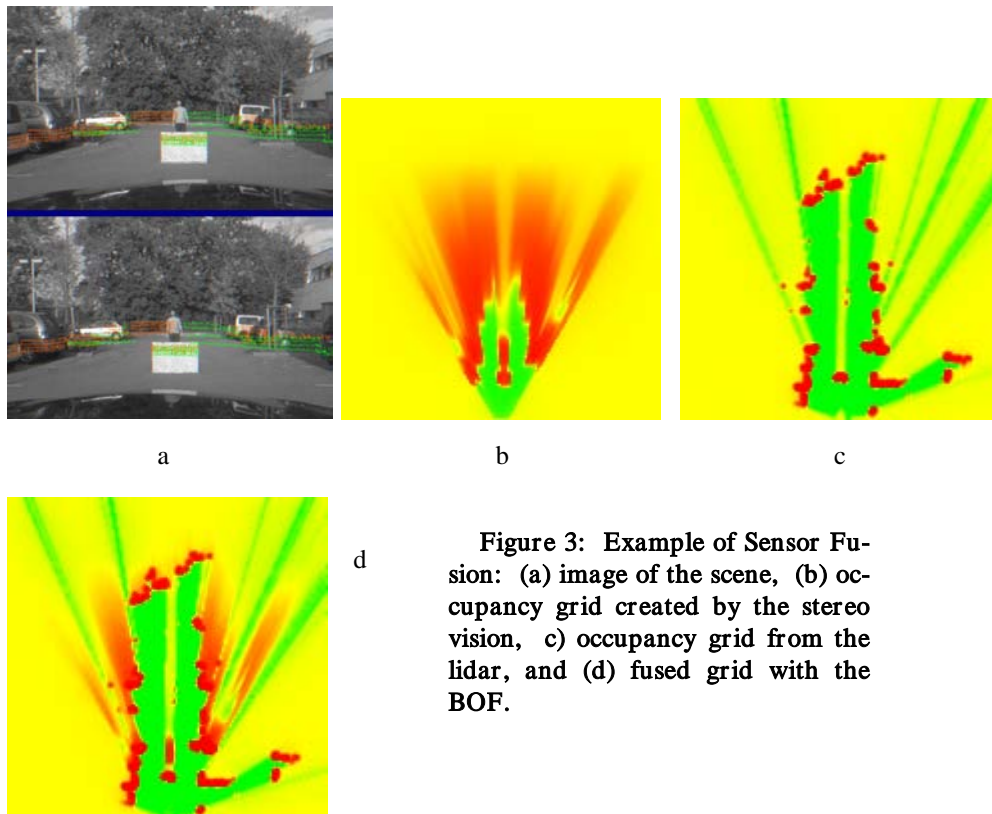 a
b
c
d
Figure 3: Example of Sensor Fu-
sion: (a) image of the scene, (b) oc-
cupancy grid created by the stereo
vision, c) occupancy grid from the
lidar, and (d) fused grid with the
BOF.